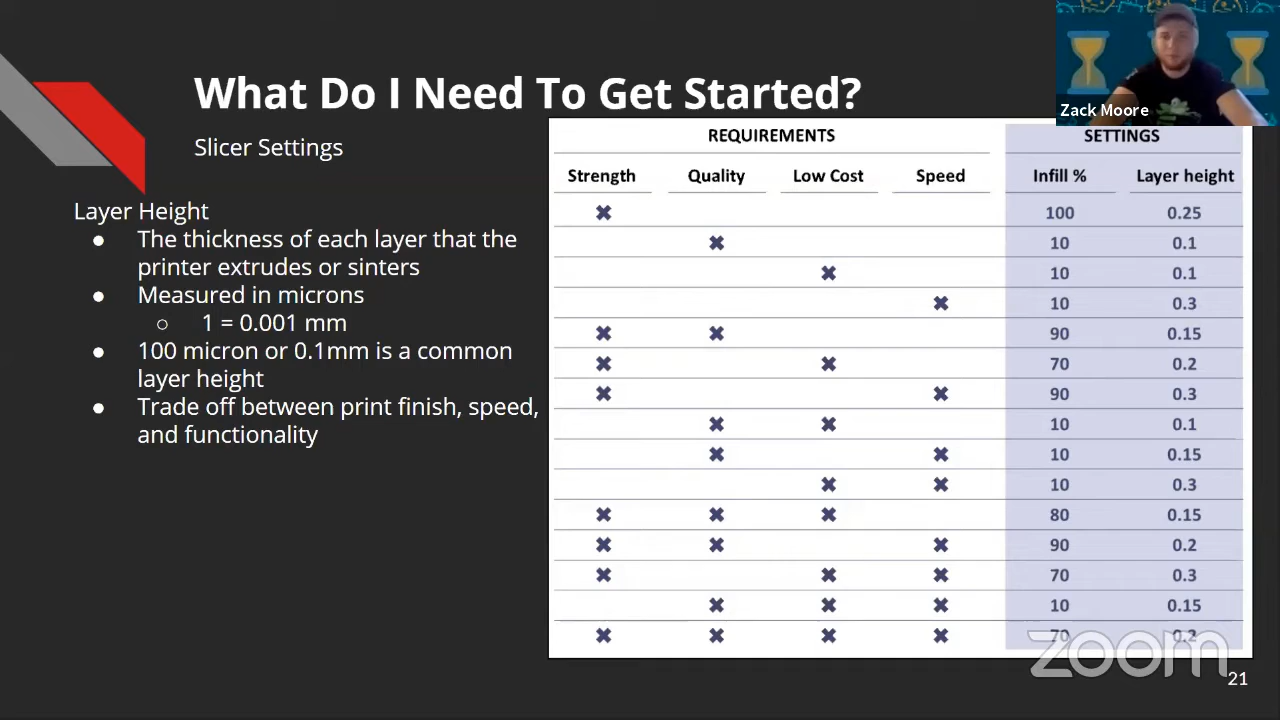 What Do I Need To Get Started?
Zack Moore
Slicer Settings
Layer Height
● The thickness of each layer that the
printer extrudes or sinters
● Measured in microns
○ 1 = 0.001 mm
● 100 micron or 0.1mm is a common
layer height
● Trade off between print finish, speed,
and functionality
REQUIREMENTS SETTINGS
Strength Quality Low Cost Speed Infill % Layer height
✖ 100 0.25
✖ 10 0.1
✖ 10 0.1
✖ 10 0.3
✖ ✖ 90 0.15
✖ ✖ 70 0.2
✖ ✖ 90 0.3
✖ ✖ 10 0.1
✖ ✖ 10 0.15
✖ ✖ 10 0.3
✖ ✖ ✖ 80 0.15
✖ ✖ ✖ 90 0.2
✖ ✖ ✖ 70 0.3
✖ ✖ ✖ 10 0.15
✖ ✖ ✖ ✖ 70 0.2
zoom
21